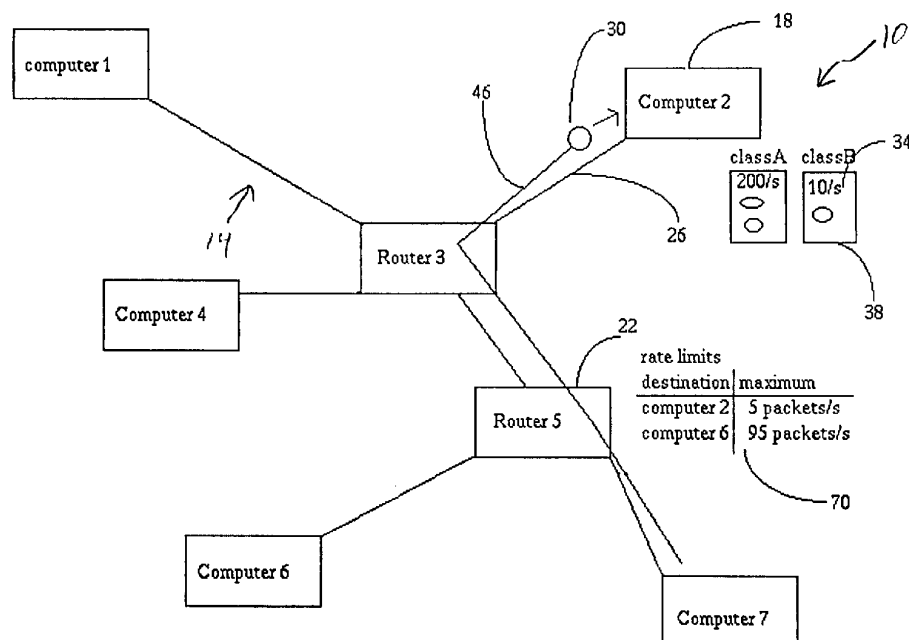 computer 1
30
18
10
46
Computer 2
classA classB
34
200/s
10/s
14
26
Router 3
38
Computer 4
22
rate limits
destination maximum
computer 2 5 packets/s
computer 6 95 packets/s
Router 5
70
Computer 6
Computer 7